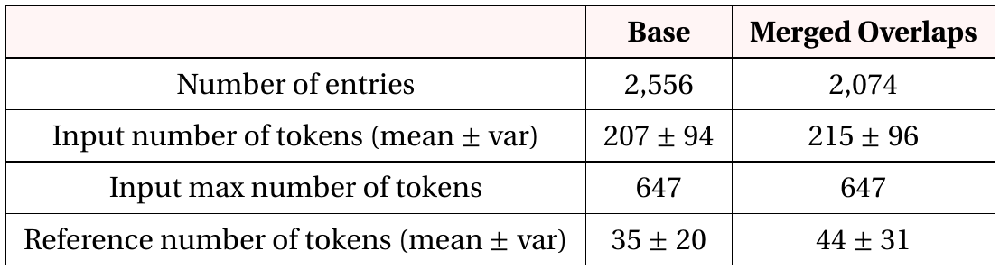 Base Merged Overlaps
Number of entries 2,556 2,074
Input number of tokens (mean ± var) 207 ± 94 215 ± 96
Input max number of tokens 647 647
Reference number of tokens (mean ± var) 35 ± 20 44 ± 31